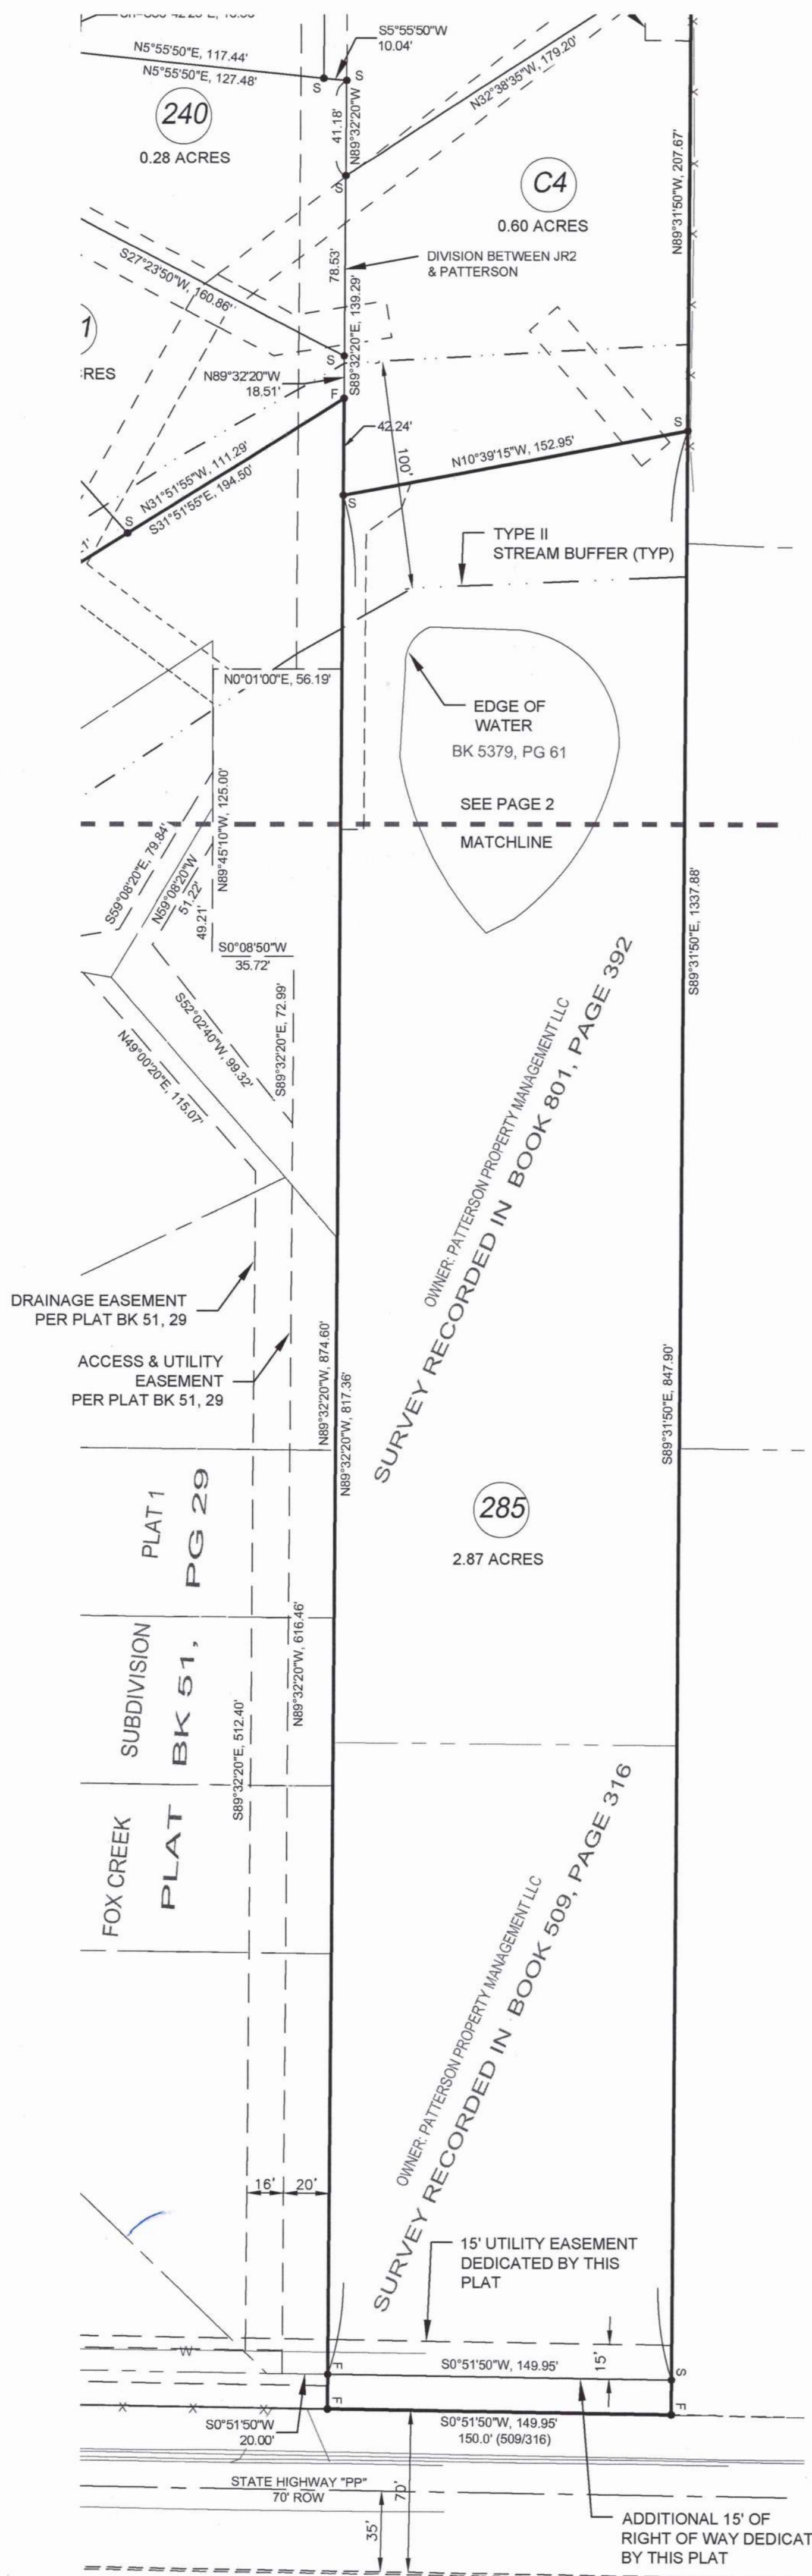 S5°55'50"W
10.04'
N5°55'50"E, 117.44'
N5°55'50"E, 127.48'
S
S
240
0.28 ACRES
41.18'
N89°32'20"W
N32°38'35"W, 179.20'
S
C4
0.60 ACRES
N89°31'50"W, 207.67'
S27°23'50"W, 160.86'
78.53'
DIVISION BETWEEN JR2
& PATTERSON
S89°32'20"E, 139.29'
1
RES
S
N89°32'20"W
18.51'
F
42.24'
S
N31°51'55"W, 111.29'
S31°51'55"E, 194.50'
100'
N10°39'15"W, 152.95'
S
S
.1'
TYPE II
STREAM BUFFER (TYP)
N0°01'00"E, 56.19'
EDGE OF
WATER
BK 5379, PG 61
SEE PAGE 2
MATCHLINE
N89°45'10"W, 125.00'
S59°08'20"E, 79.84'
N59°08'20"W
51.22'
49.21'
S0°08'50"W
35.72'
S89°31'50"E, 1337.88'
S52°02'40"W, 99.32'
S89°32'20"E, 72.99'
N49°00'20"E, 115.07'
OWNER: PATTERSON PROPERTY MANAGEMENT LLC
SURVEY RECORDED IN BOOK 801, PAGE 392
DRAINAGE EASEMENT
PER PLAT BK 51, 29
ACCESS & UTILITY
EASEMENT
PER PLAT BK 51, 29
N89°32'20"W, 874.60'
N89°32'20"W, 817.36'
S89°31'50"E, 847.90'
285
2.87 ACRES
FOX CREEK SUBDIVISION PLAT 1
PLAT BK 51, PG 29
N89°32'20"W, 616.46'
S89°32'20"E, 512.40'
OWNER: PATTERSON PROPERTY MANAGEMENT LLC
SURVEY RECORDED IN BOOK 509, PAGE 316
16'
20'
15' UTILITY EASEMENT
DEDICATED BY THIS
PLAT
W
F
S0°51'50"W, 149.95'
15'
S
X
X
X
F
F
S0°51'50"W
20.00'
S0°51'50"W, 149.95'
150.0' (509/316)
STATE HIGHWAY "PP"
70' ROW
70'
35'
ADDITIONAL 15' OF
RIGHT OF WAY DEDICAT
BY THIS PLAT